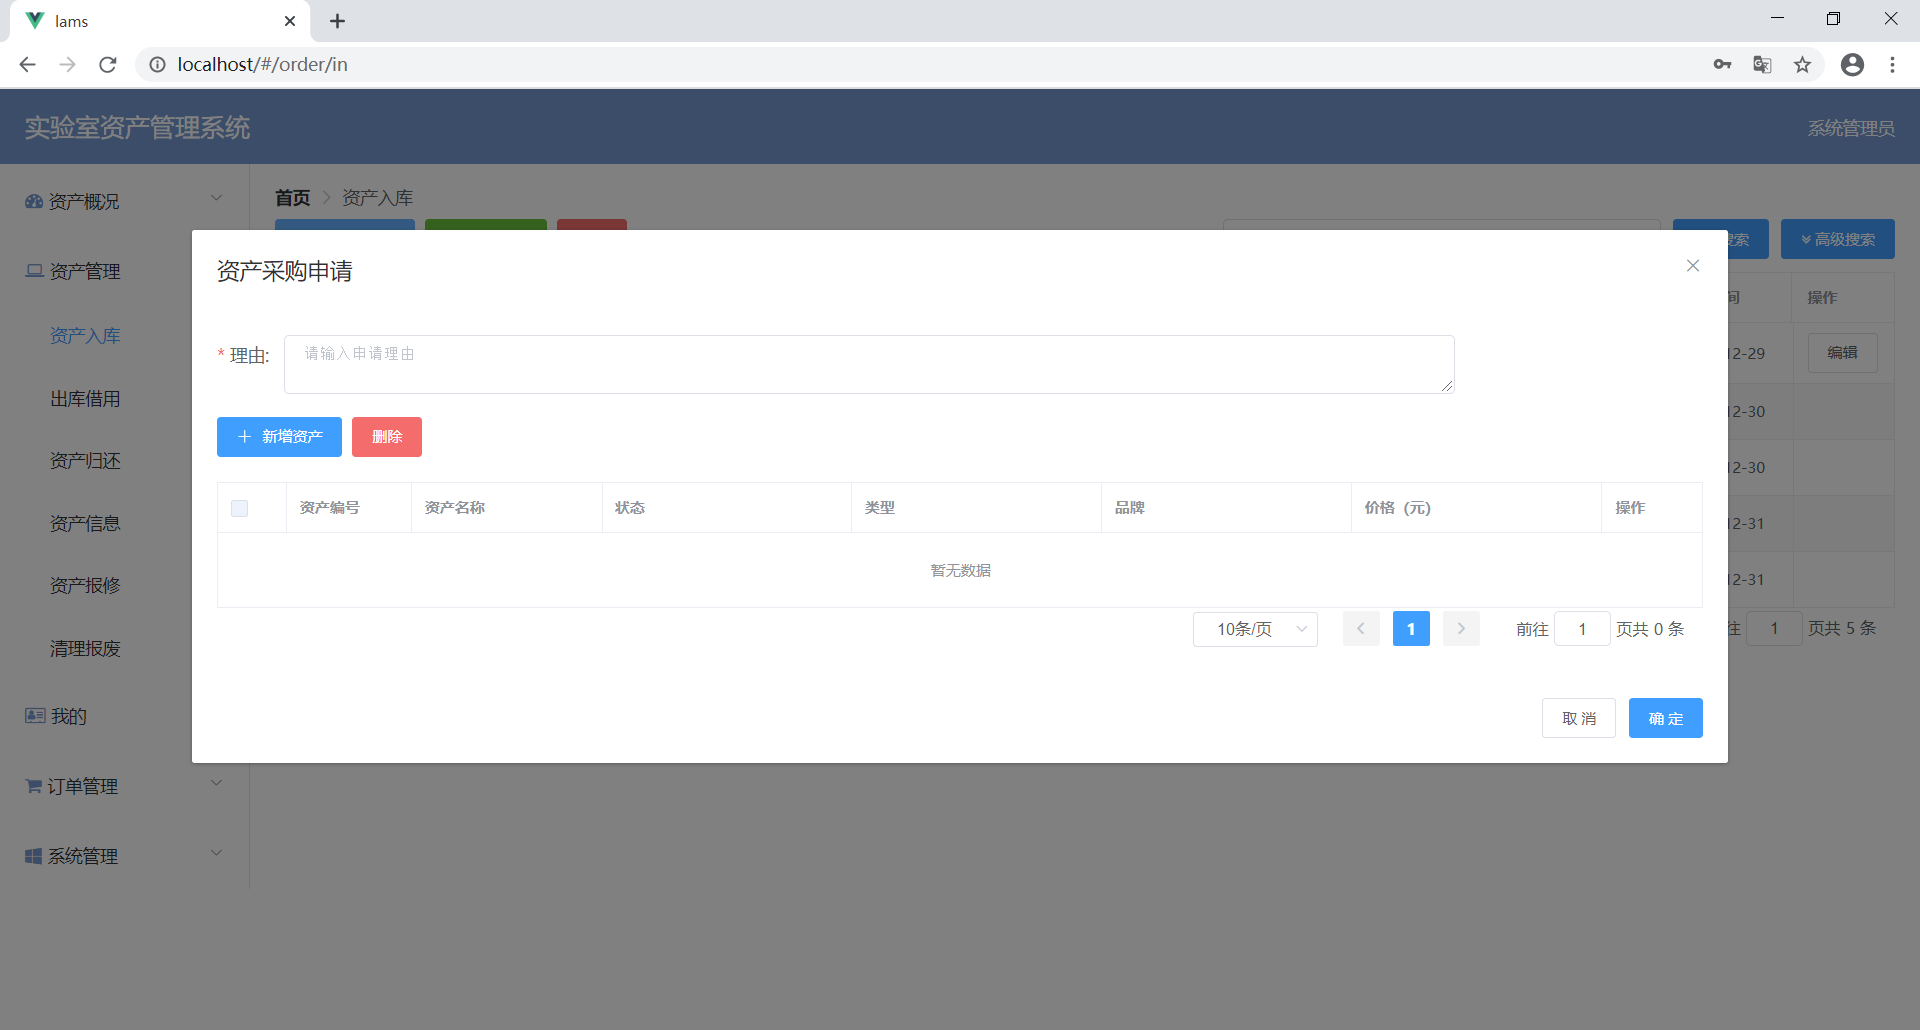 lams
localhost/#/order/in
实验室资产管理系统
系统管理员
资产概况
首页 资产入库
索
高级搜索
资产管理
资产入库
出库借用
资产归还
资产信息
资产报修
清理报废
我的
订单管理
系统管理
资产采购申请
* 理由:
请输入申请理由
新增资产
删除
资产编号 资产名称 状态 类型 品牌 价格 (元) 操作
暂无数据
10条/页
1
前往 1 页共 0 条
取 消
确 定
间 操作
12-29 编辑
12-30
12-30
12-31
12-31
往 1 页共 5 条